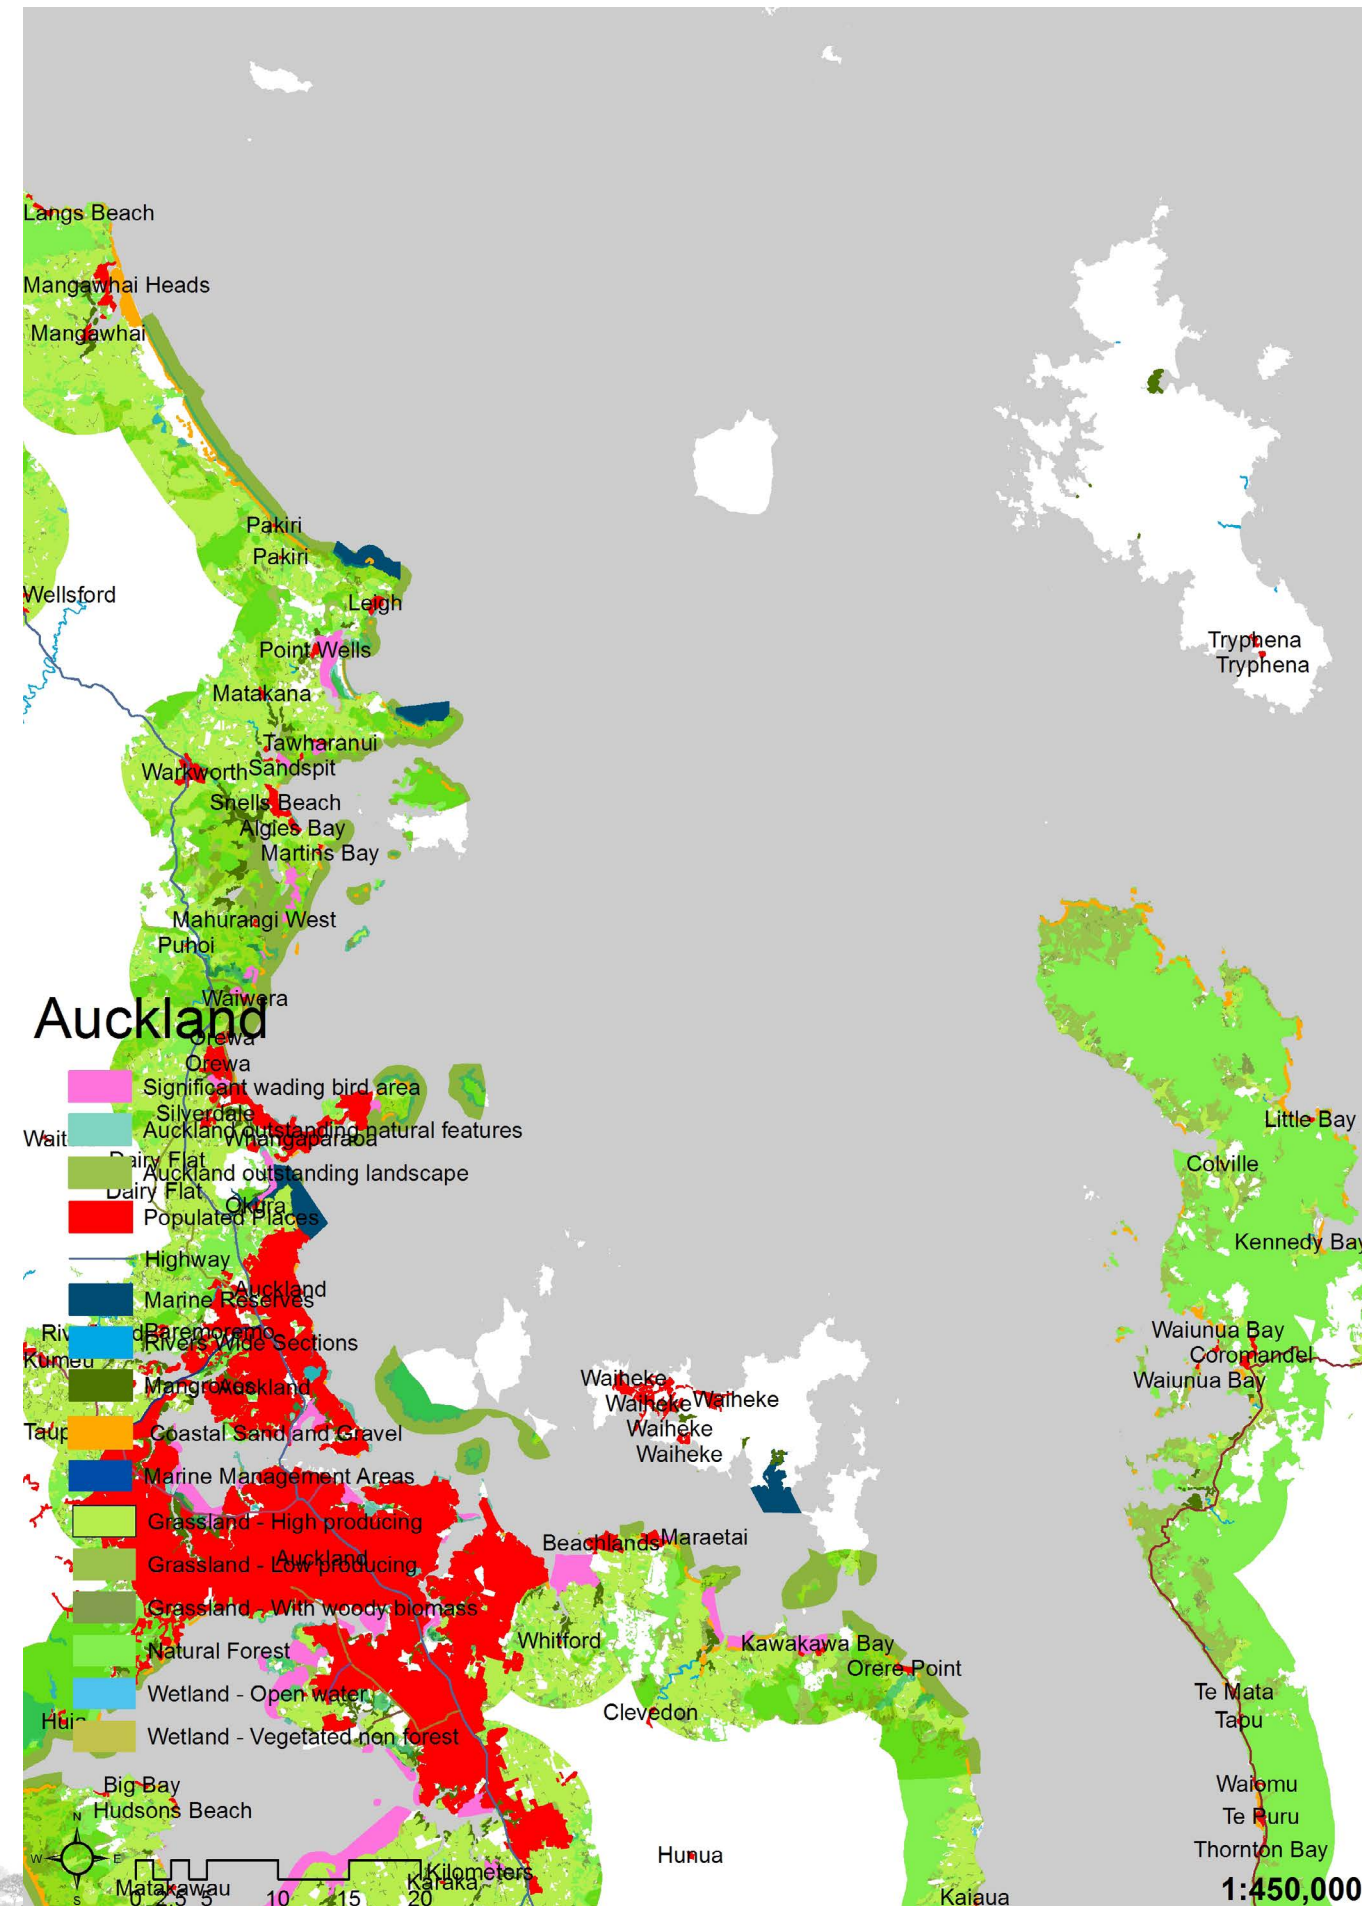 Langs Beach
Mangawhai Heads
Mangawhai
Pakiri
Pakiri
Wellsford
Leigh
Tryphena
Point Wells
Tryphena
Matakana
Tawharanui
Warkworth
Sandspit
Snells Beach
Algies Bay
Martins Bay
Mahurangi West
Puhoi
Waiwera
Auckland
Orewa
Orewa
Significant wading bird area
Silverdale
Little Bay
Auckland outstanding natural features
Whangaparaoa
Wait
Dairy Flat
Colville
Auckland outstanding landscape
Dairy Flat
Okura
Populated Places
Kennedy Bay
Highway
Auckland
Marine Reserves
Paremoremo
Waiunua Bay
Rivers Wide Sections
Coromandel
Kumeu
Waiheke
Waiunua Bay
Mangroves
Auckland
Waiheke
Waiheke
Waiheke
Taup
Coastal Sand and Gravel
Waiheke
Marine Management Areas
Grassland - High producing
Beachlands
Maraetai
Auckland
Grassland - Low producing
Grassland - With woody biomass
Whitford
Kawakawa Bay
Natural Forest
Orere Point
Wetland - Open water
Te Mata
Clevedon
Tapu
Huia
Wetland - Vegetated non forest
Big Bay
Waiomu
Hudsons Beach
N
Te Puru
Thornton Bay
W
E
Hunua
Kilometers
Karaka
Matakawau
S
0 2.5 5 10 15 20
Kaiaua
1:450,000